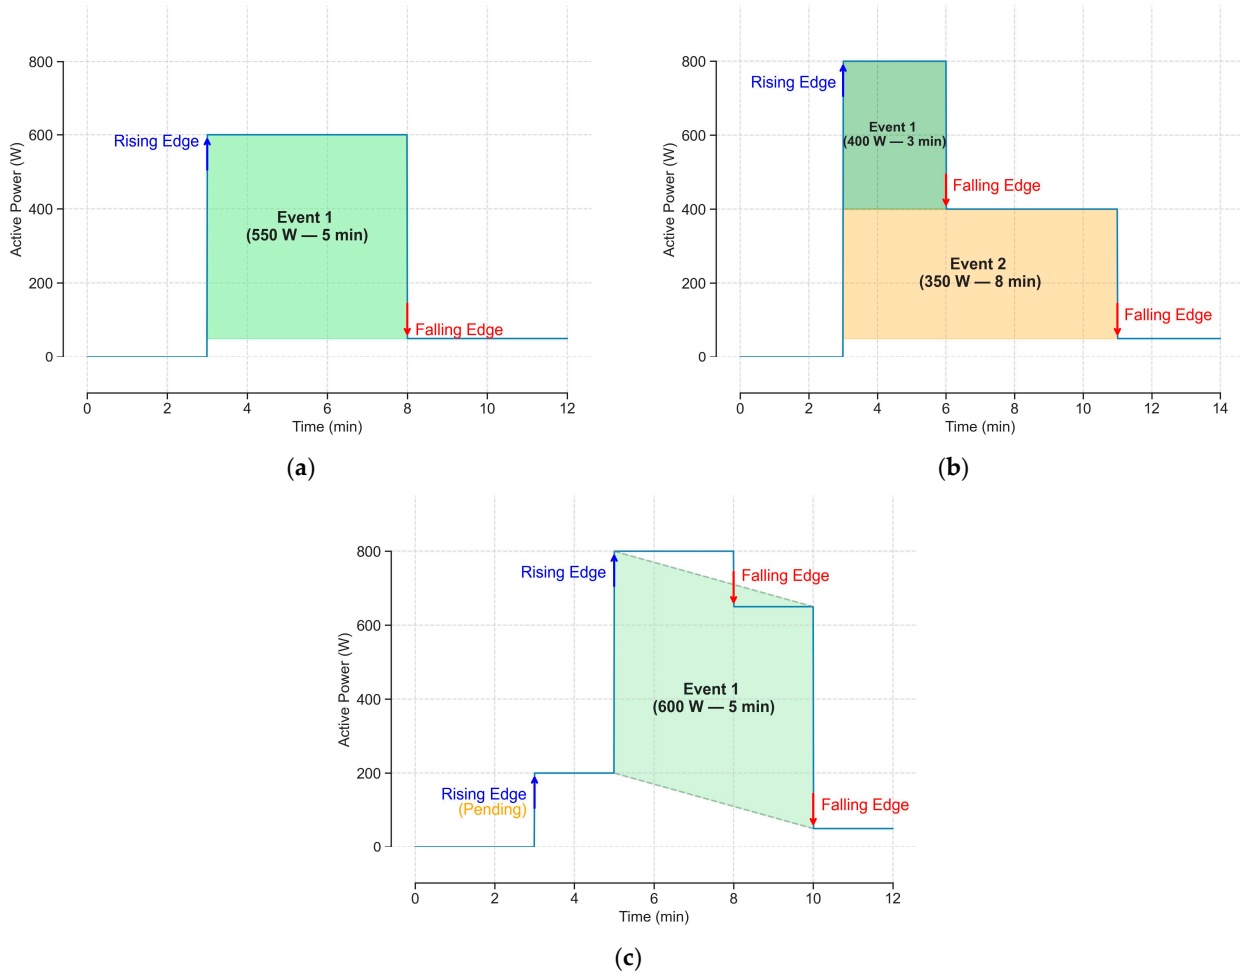 800
600
400
200
0
Active Power (W)
Rising Edge
Event 1
(550 W — 5 min)
Falling Edge
0 2 4 6 8 10 12
Time (min)
(a)
800
600
400
200
0
Active Power (W)
Rising Edge
Event 1
(400 W — 3 min)
Falling Edge
Event 2
(350 W — 8 min)
Falling Edge
0 2 4 6 8 10 12 14
Time (min)
(b)
800
600
400
200
0
Active Power (W)
Rising Edge
Falling Edge
Event 1
(600 W — 5 min)
Rising Edge
(Pending)
Falling Edge
0 2 4 6 8 10 12
Time (min)
(c)